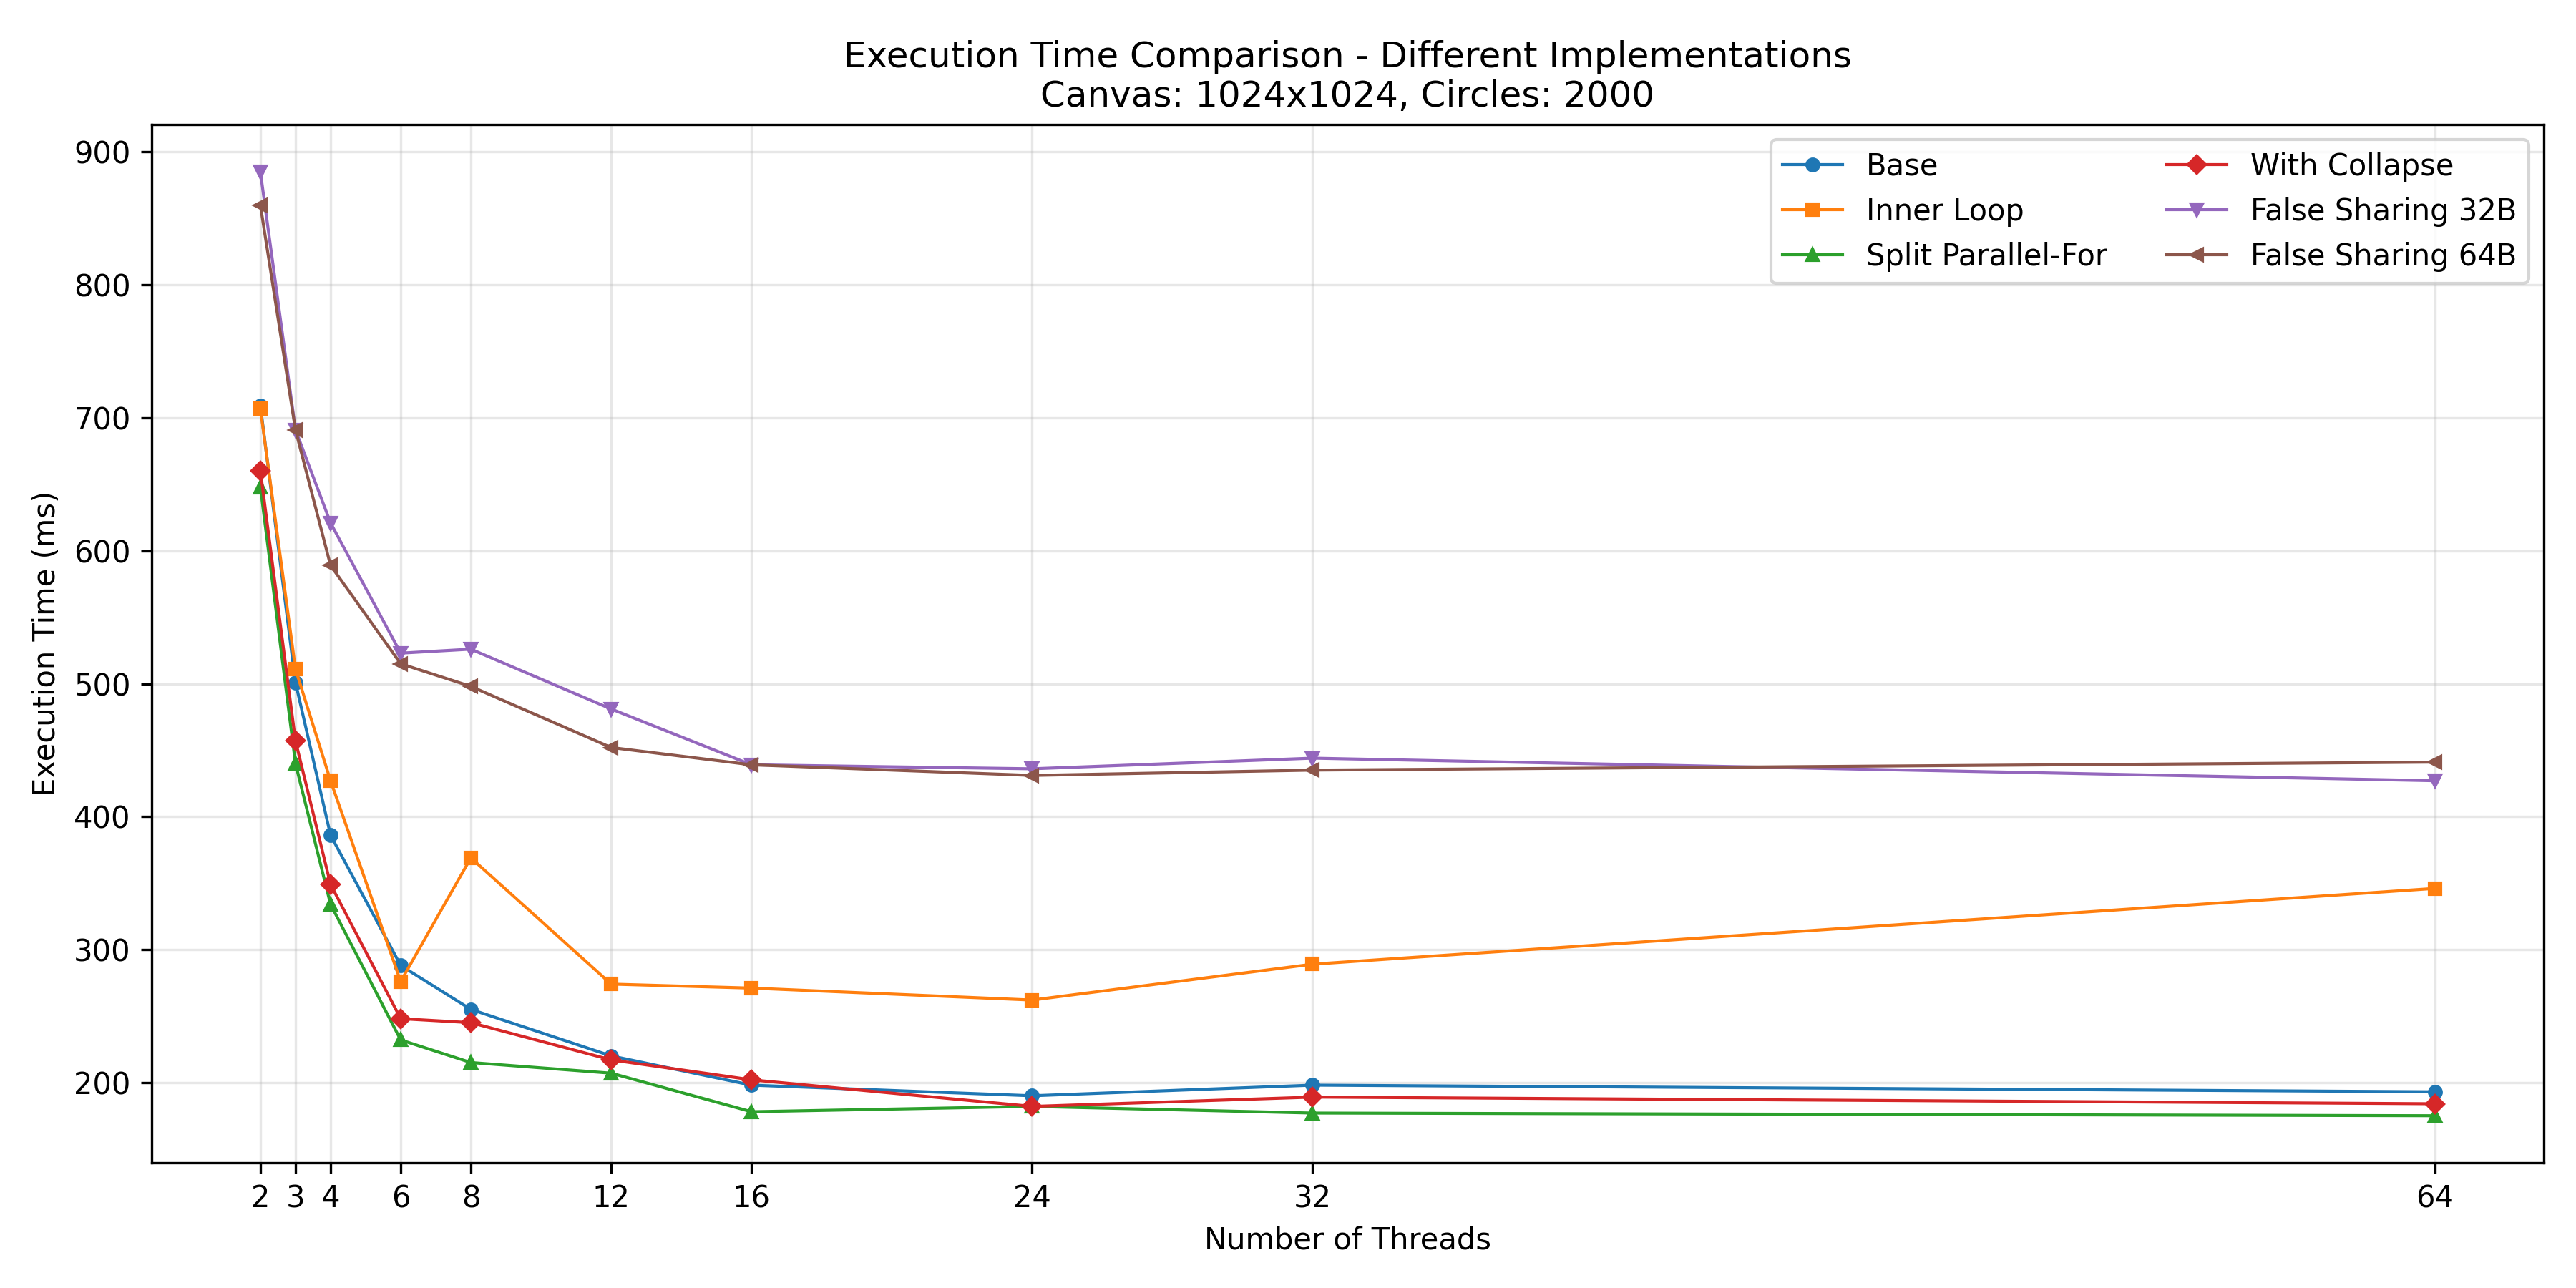 Execution Time Comparison - Different Implementations
Canvas: 1024x1024, Circles: 2000
Execution Time (ms)
900
800
700
600
500
400
300
200
Base
Inner Loop
Split Parallel-For
With Collapse
False Sharing 32B
False Sharing 64B
2 3 4 6 8 12 16 24 32 64
Number of Threads